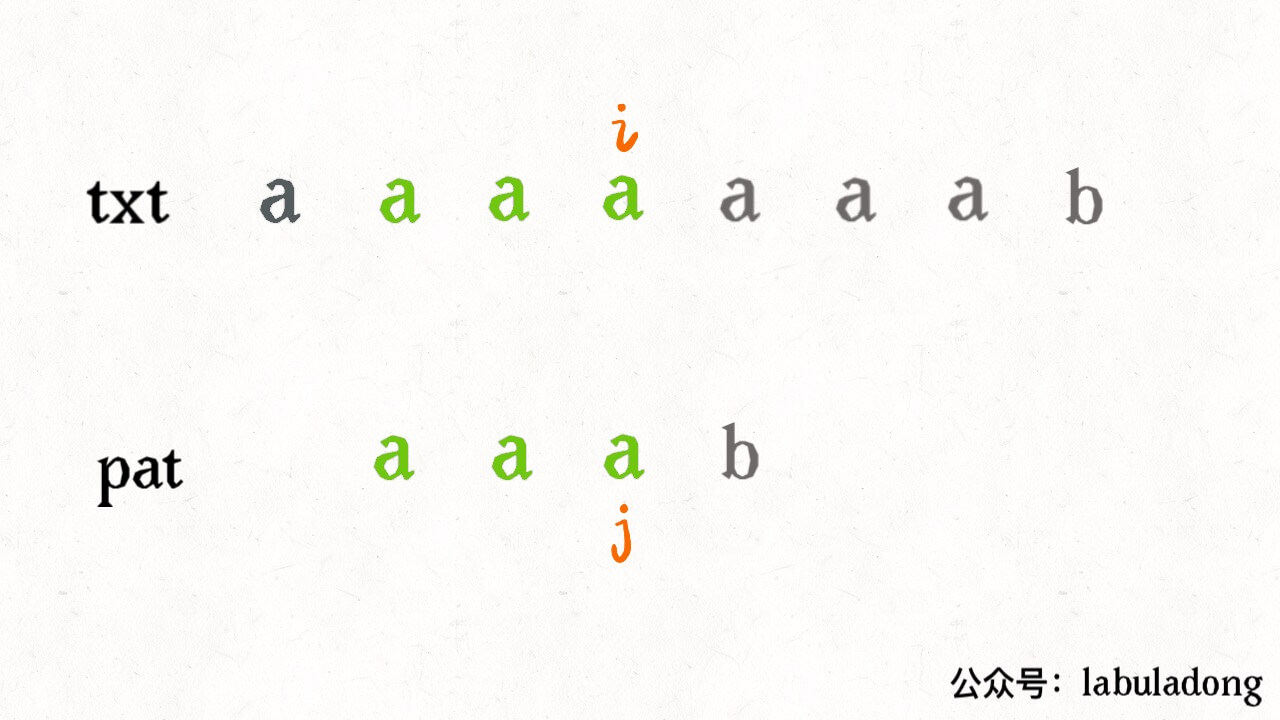 i
txt a a a a a a a b
pat a a a b
j
公众号：labuladong